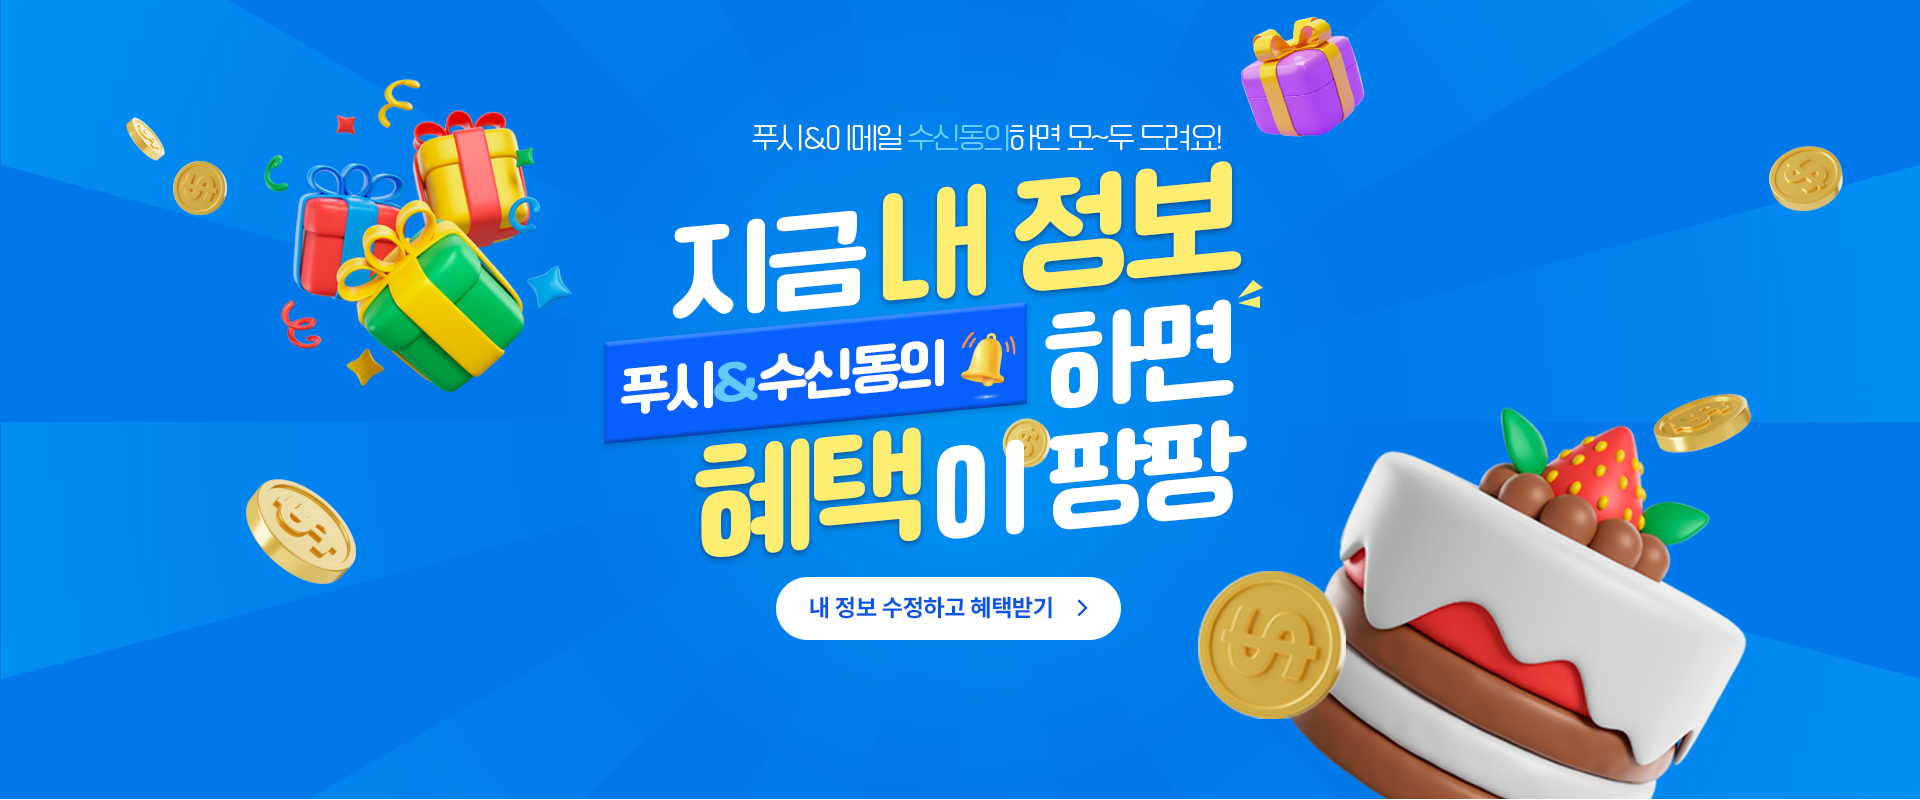 푸시&이메일 수신동의하면 모~두 드려요!
지금 내 정보
푸시&수신동의 하면
혜택이 팡팡
내 정보 수정하고 혜택받기